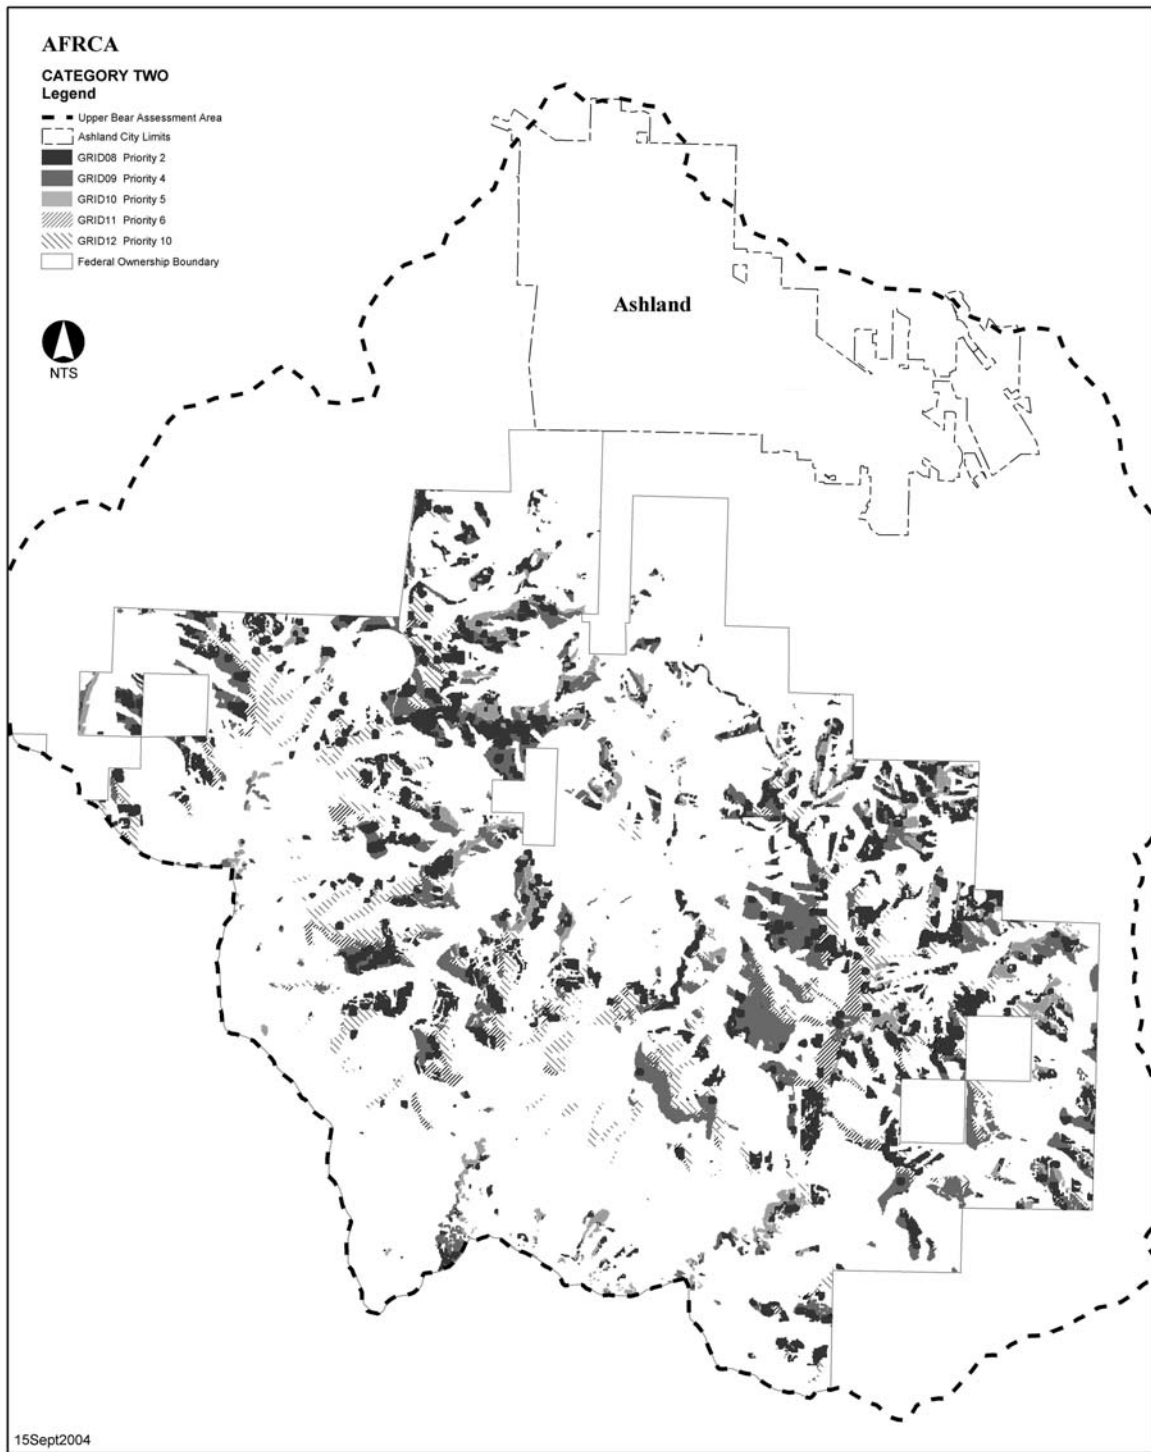 AFRCA
CATEGORY TWO
Legend
Upper Bear Assessment Area
Ashland City Limits
GRID08 Priority 2
GRID09 Priority 4
GRID10 Priority 5
GRID11 Priority 6
GRID12 Priority 10
Federal Ownership Boundary
NTS
Ashland
15Sept2004